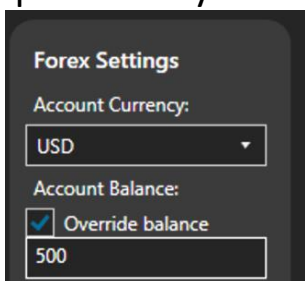 Forex Settings
Account Currency:
USD
Account Balance:
Override balance
500